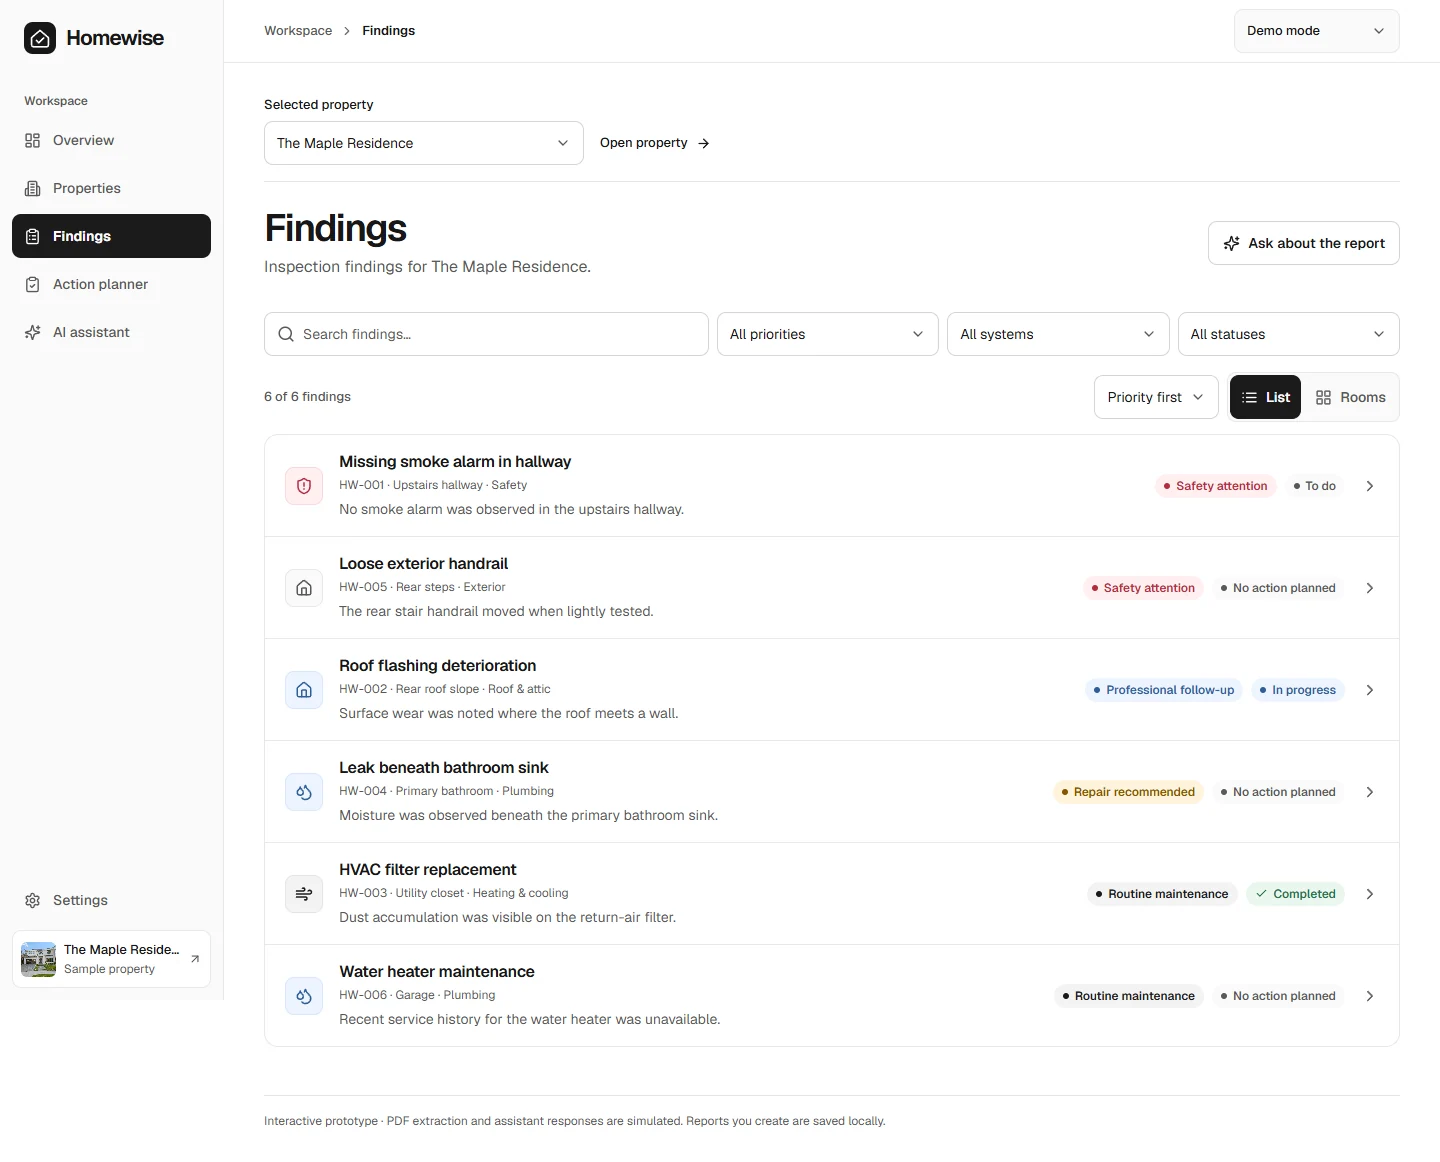 Homewise
Workspace
Overview
Properties
Findings
Action planner
AI assistant
Settings
The Maple Reside...
Sample property
Workspace > Findings
Demo mode
Selected property
The Maple Residence
Open property →
Findings
Inspection findings for The Maple Residence.
Ask about the report
Search findings...
All priorities
All systems
All statuses
6 of 6 findings
Priority first
List
Rooms
Missing smoke alarm in hallway
HW-001 · Upstairs hallway · Safety
No smoke alarm was observed in the upstairs hallway.
Safety attention
To do
Loose exterior handrail
HW-005 · Rear steps · Exterior
The rear stair handrail moved when lightly tested.
Safety attention
No action planned
Roof flashing deterioration
HW-002 · Rear roof slope · Roof & attic
Surface wear was noted where the roof meets a wall.
Professional follow-up
In progress
Leak beneath bathroom sink
HW-004 · Primary bathroom · Plumbing
Moisture was observed beneath the primary bathroom sink.
Repair recommended
No action planned
HVAC filter replacement
HW-003 · Utility closet · Heating & cooling
Dust accumulation was visible on the return-air filter.
Routine maintenance
Completed
Water heater maintenance
HW-006 · Garage · Plumbing
Recent service history for the water heater was unavailable.
Routine maintenance
No action planned
Interactive prototype · PDF extraction and assistant responses are simulated. Reports you create are saved locally.